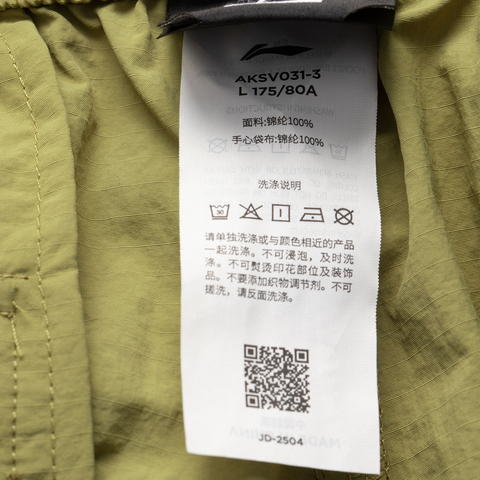 AKSV031-3
L 175/80A
面料:锦纶100%
手心袋布:锦纶100%
洗涤说明
30
请单独洗涤或与颜色相近的产品
一起洗涤。不可浸泡，及时洗
涤。不可熨烫印花部位及装饰
品。不要添加织物调节剂。不可
搓洗，请反面洗涤。
JD-2504